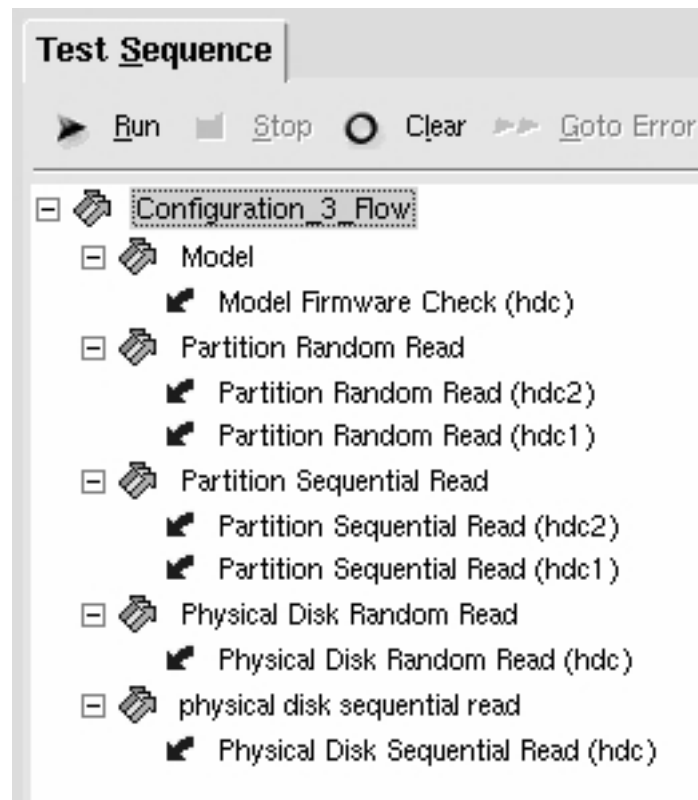 Test Sequence
Run Stop Clear Goto Error
Configuration_3_Flow
Model
Model Firmware Check (hdc)
Partition Random Read
Partition Random Read (hdc2)
Partition Random Read (hdc1)
Partition Sequential Read
Partition Sequential Read (hdc2)
Partition Sequential Read (hdc1)
Physical Disk Random Read
Physical Disk Random Read (hdc)
physical disk sequential read
Physical Disk Sequential Read (hdc)